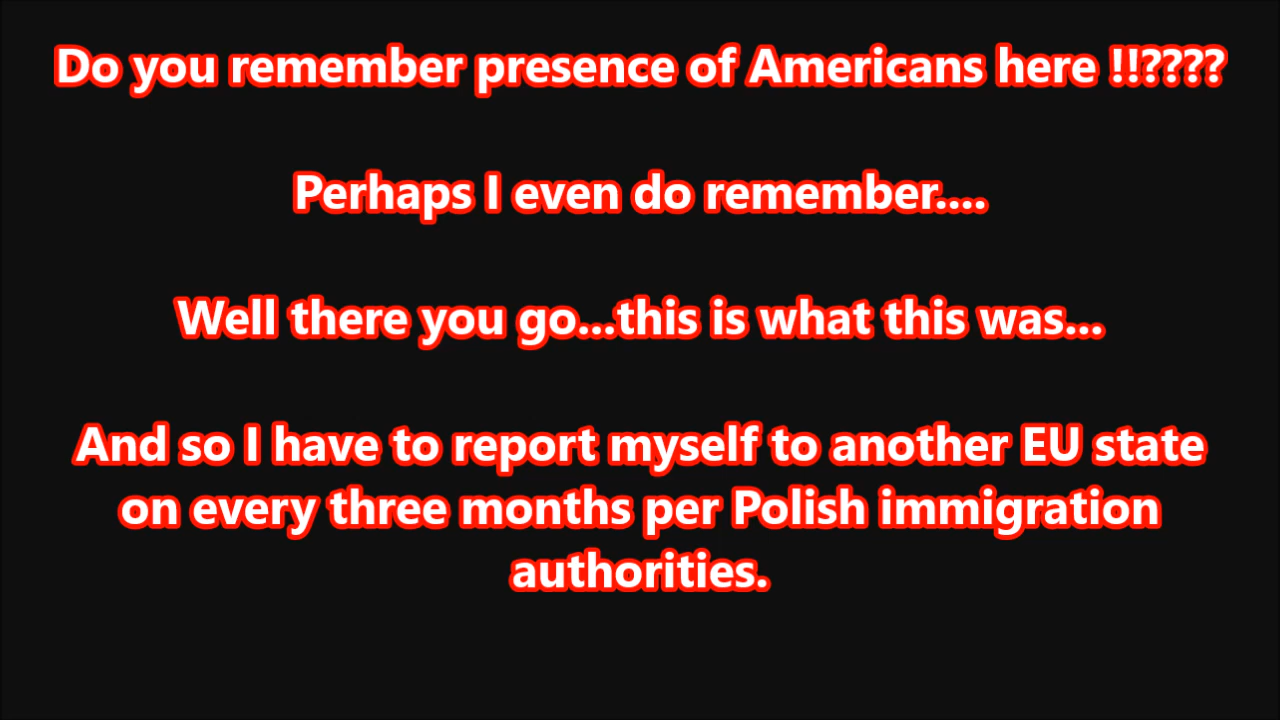 Do you remember presence of Americans here !!????
Perhaps I even do remember....
Well there you go...this is what this was...
And so I have to report myself to another EU state
on every three months per Polish immigration
authorities.